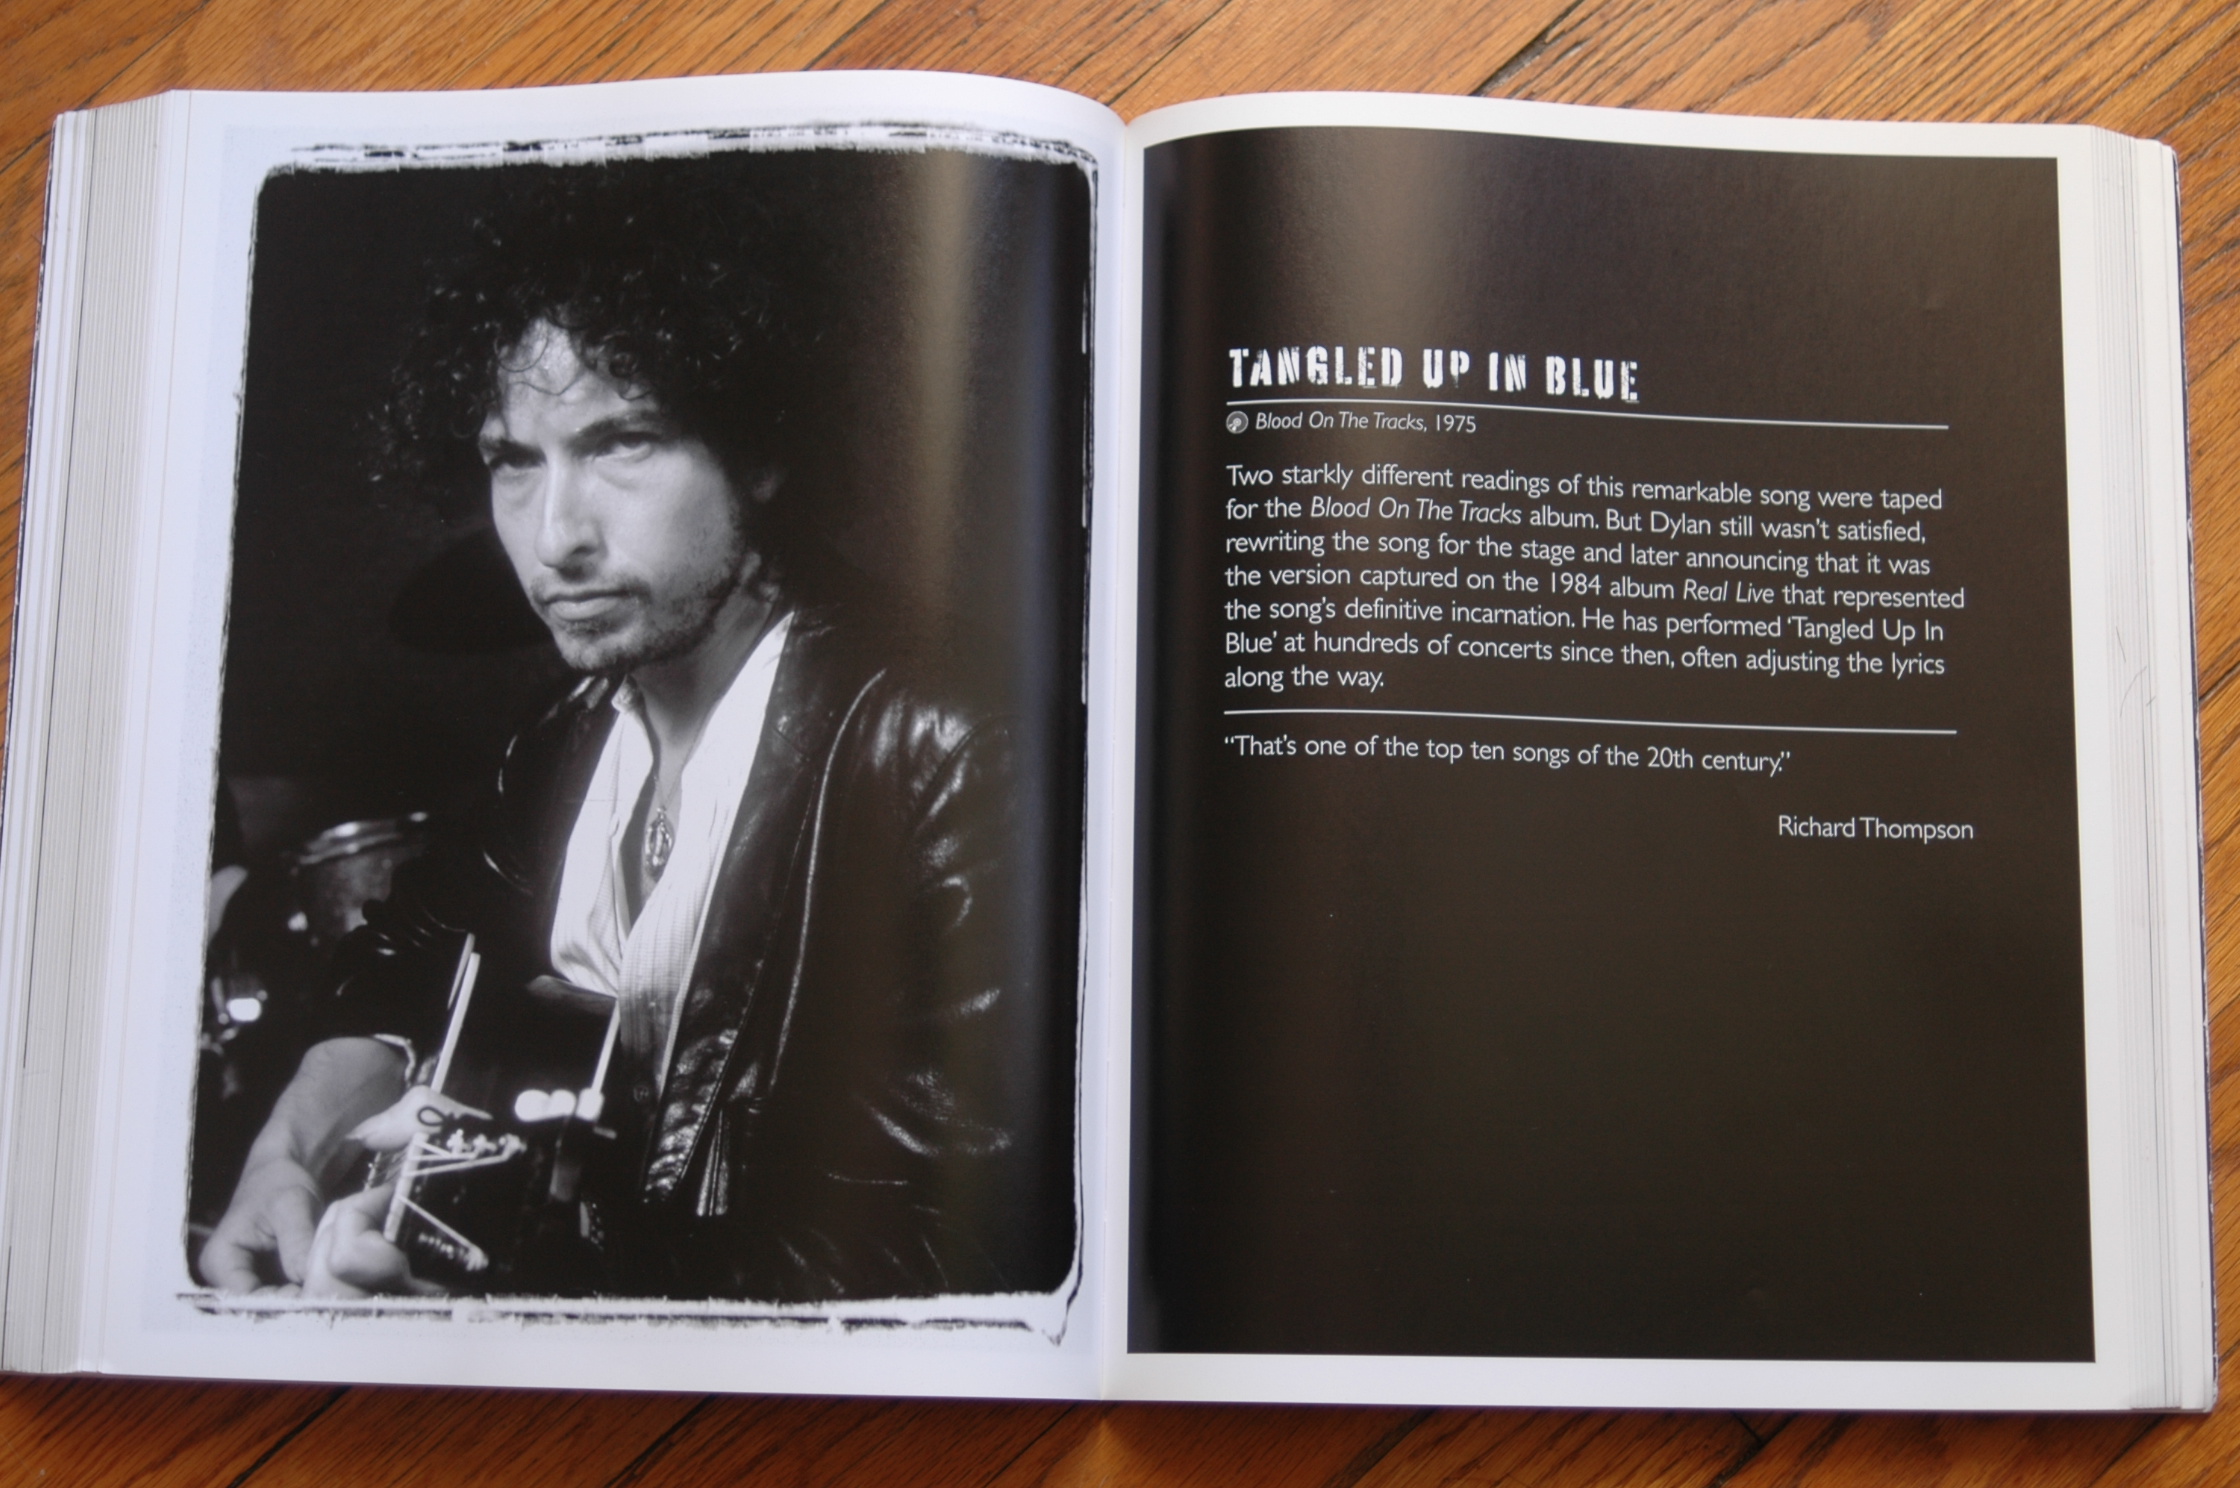 TANGLED UP IN BLUE
Blood On The Tracks, 1975
Two starkly different readings of this remarkable song were taped
for the Blood On The Tracks album. But Dylan still wasn't satisfied,
rewriting the song for the stage and later announcing that it was
the version captured on the 1984 album Real Live that represented
the song's definitive incarnation. He has performed ‘Tangled Up In
Blue’ at hundreds of concerts since then, often adjusting the lyrics
along the way.
“That's one of the top ten songs of the 20th century.”
Richard Thompson